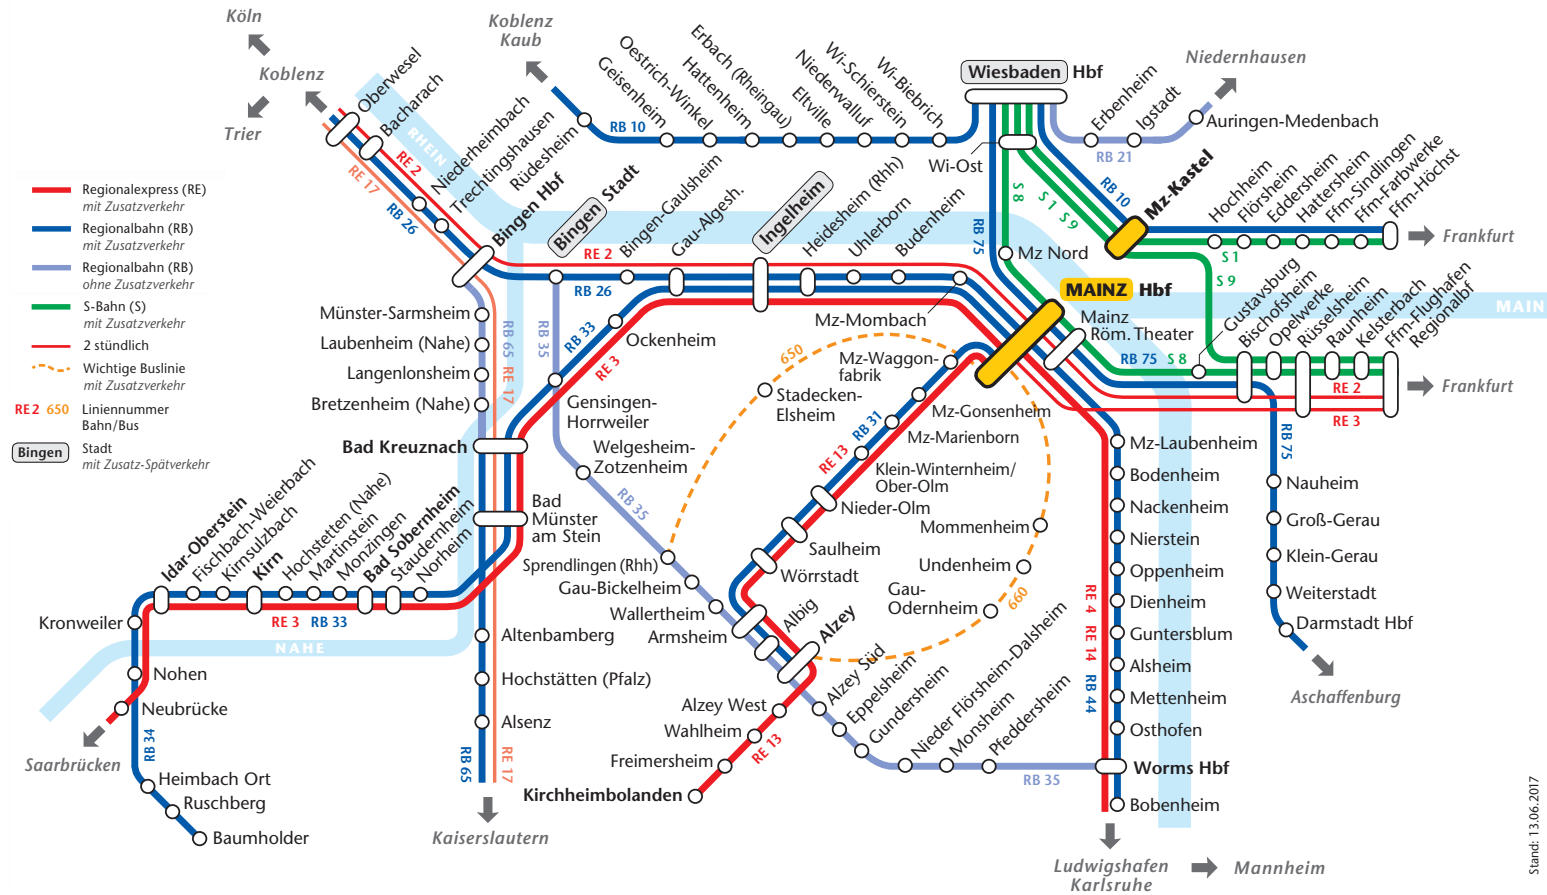 Köln
Koblenz
Trier
Koblenz
Kaub
Niedernhausen
Oberwesel
Bacharach
Niederheimbach
Trechtingshausen
Rüdesheim
Bingen Hbf
RE 2
RE 17
RB 26
RHEIN
Geisenheim
Oestrich-Winkel
Hattenheim
Erbach (Rheingau)
Eltville
Niederwalluf
Wi-Schierstein
Wi-Biebrich
RB 10
Wiesbaden Hbf
Wi-Ost
Erbenheim
Igstadt
Auringen-Medenbach
RB 21
RB 10
S 8
S 1 S 9
RB 75
Mz-Kastel
Hochheim
Flörsheim
Eddersheim
Hattersheim
Ffm-Sindlingen
Ffm-Farbwerke
Ffm-Höchst
Frankfurt
S 1
S 9
Regionalexpress (RE)
mit Zusatzverkehr
Regionalbahn (RB)
mit Zusatzverkehr
Regionalbahn (RB)
ohne Zusatzverkehr
S-Bahn (S)
mit Zusatzverkehr
2 stündlich
Wichtige Buslinie
mit Zusatzverkehr
RE 2 650
Liniennummer
Bahn/Bus
Bingen
Stadt
mit Zusatz-Spätverkehr
Bingen Stadt
Bingen-Gaulsheim
Gau-Algesh.
Ingelheim
Heidesheim (Rhh)
Uhlerborn
Budenheim
RE 2
RB 26
Mz-Mombach
Mz Nord
MAINZ Hbf
Mainz
Röm. Theater
MAIN
RB 75 S 8
Gustavsburg
Bischofsheim
Opelwerke
Rüsselsheim
Raunheim
Kelsterbach
Ffm-Flughafen
Regionalbf
RE 2
RE 3
Frankfurt
Münster-Sarmsheim
Laubenheim (Nahe)
Langenlonsheim
Bretzenheim (Nahe)
Bad Kreuznach
RB 65 RE 17
RB 35
RB 33
RE 3
Ockenheim
Gensingen-
Horrweiler
Welgesheim-
Zotzenheim
RB 35
Bad
Münster
am Stein
650
Stadecken-
Elsheim
Mz-Waggon-
fabrik
Mz-Gonsenheim
Mz-Marienborn
Klein-Winternheim/
Ober-Olm
RB 31
RE 13
Nieder-Olm
Saulheim
Wörrstadt
Mommenheim
Undenheim
Gau-
Odernheim
660
Sprendlingen (Rhh)
Gau-Bickelheim
Wallertheim
Armsheim
Albig
Alzey
Alzey Süd
Eppelsheim
Gundersheim
Nieder Flörsheim-Dalsheim
Monsheim
Pfeddersheim
RB 35
Alzey West
Wahlheim
Freimersheim
Kirchheimbolanden
RE 13
Idar-Oberstein
Fischbach-Weierbach
Kirnsulzbach
Kirn
Hochstetten (Nahe)
Martinstein
Monzingen
Bad Sobernheim
Staudernheim
Norheim
RE 3 RB 33
NAHE
Kronweiler
Nohen
Neubrücke
Saarbrücken
RB 34
Heimbach Ort
Ruschberg
Baumholder
Altenbamberg
Hochstätten (Pfalz)
Alsenz
RB 65
RE 17
Kaiserslautern
Mz-Laubenheim
Bodenheim
Nackenheim
Nierstein
Oppenheim
Dienheim
Guntersblum
Alsheim
Mettenheim
Osthofen
Worms Hbf
Bobenheim
RE 4 RE 14 RB 44
Ludwigshafen
Karlsruhe
Mannheim
RB 75
Nauheim
Groß-Gerau
Klein-Gerau
Weiterstadt
Darmstadt Hbf
Aschaffenburg
Stand: 13.06.2017